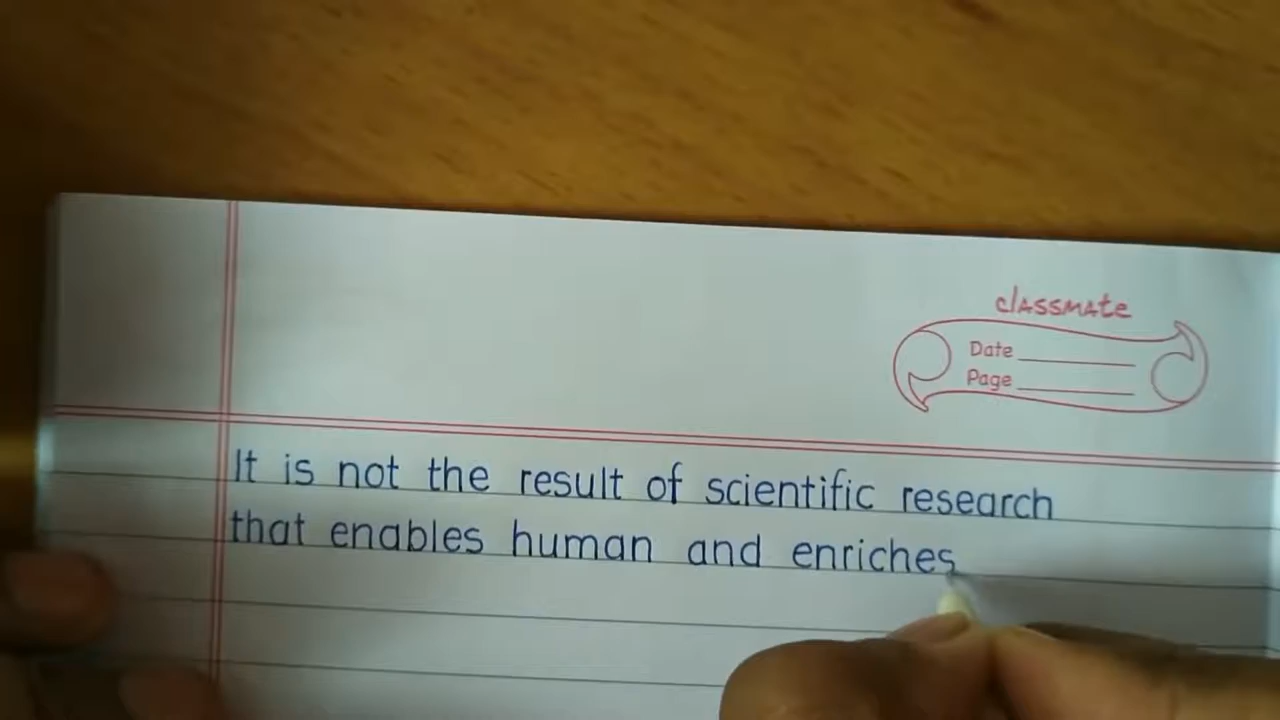 classmate
Date
Page
It is not the result of scientific research
that enables human and enriches